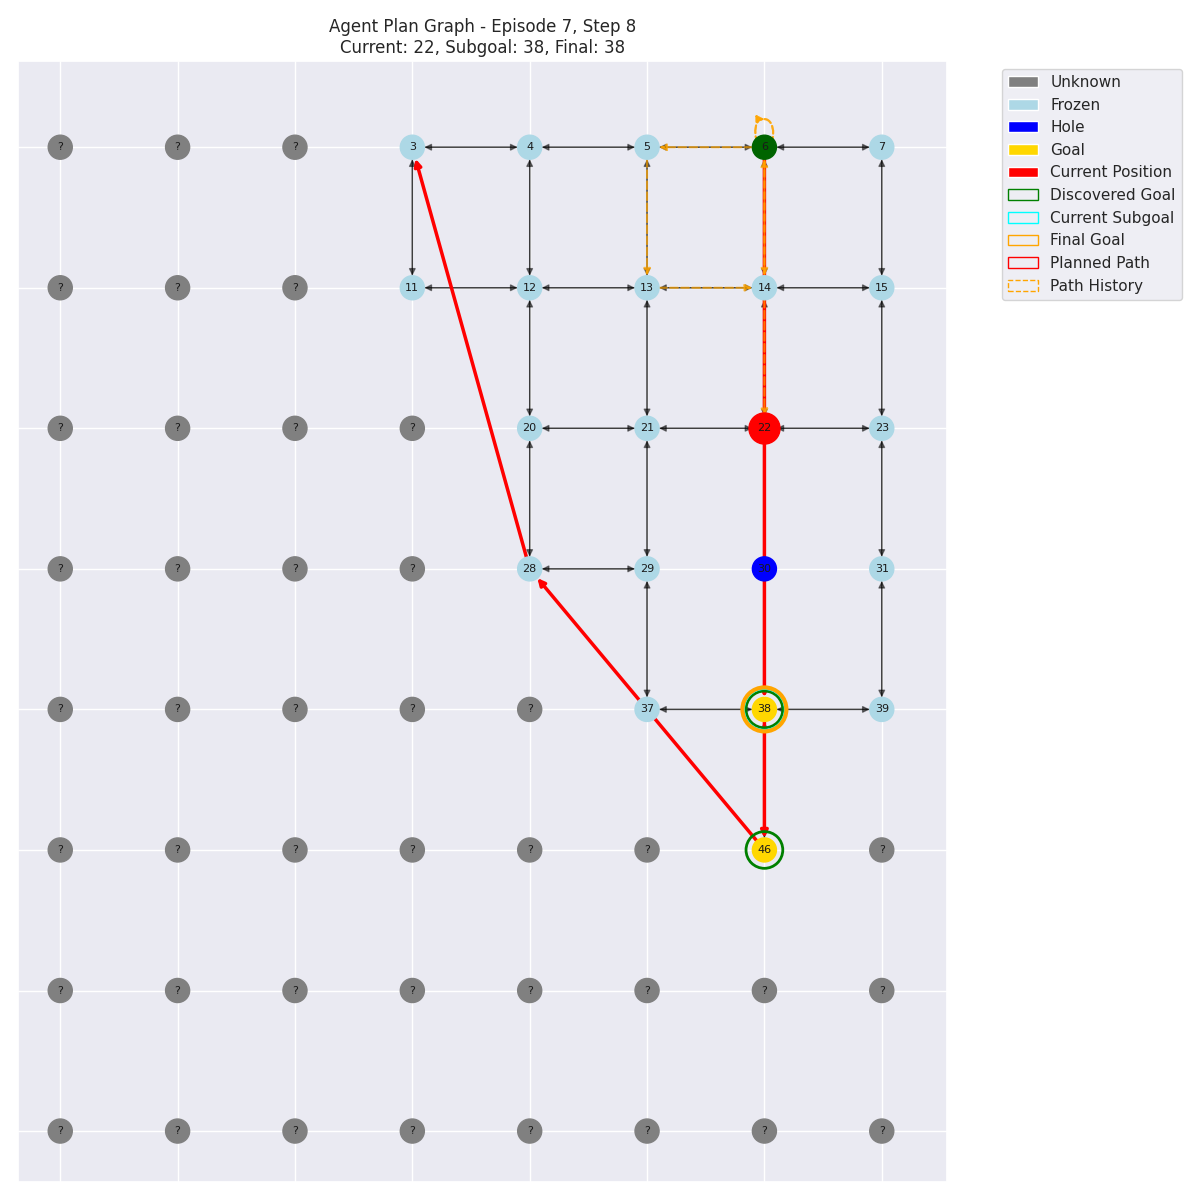 Agent Plan Graph - Episode 7, Step 8
Current: 22, Subgoal: 38, Final: 38
Unknown
Frozen
Hole
Goal
Current Position
Discovered Goal
Current Subgoal
Final Goal
Planned Path
Path History
? ? ? 3 4 5 6 7
? ? ? 11 12 13 14 15
? ? ? ? 20 21 22 23
? ? ? ? 28 29 30 31
? ? ? ? ? 37 38 39
? ? ? ? ? ? 46 ?
? ? ? ? ? ? ? ?
? ? ? ? ? ? ? ?